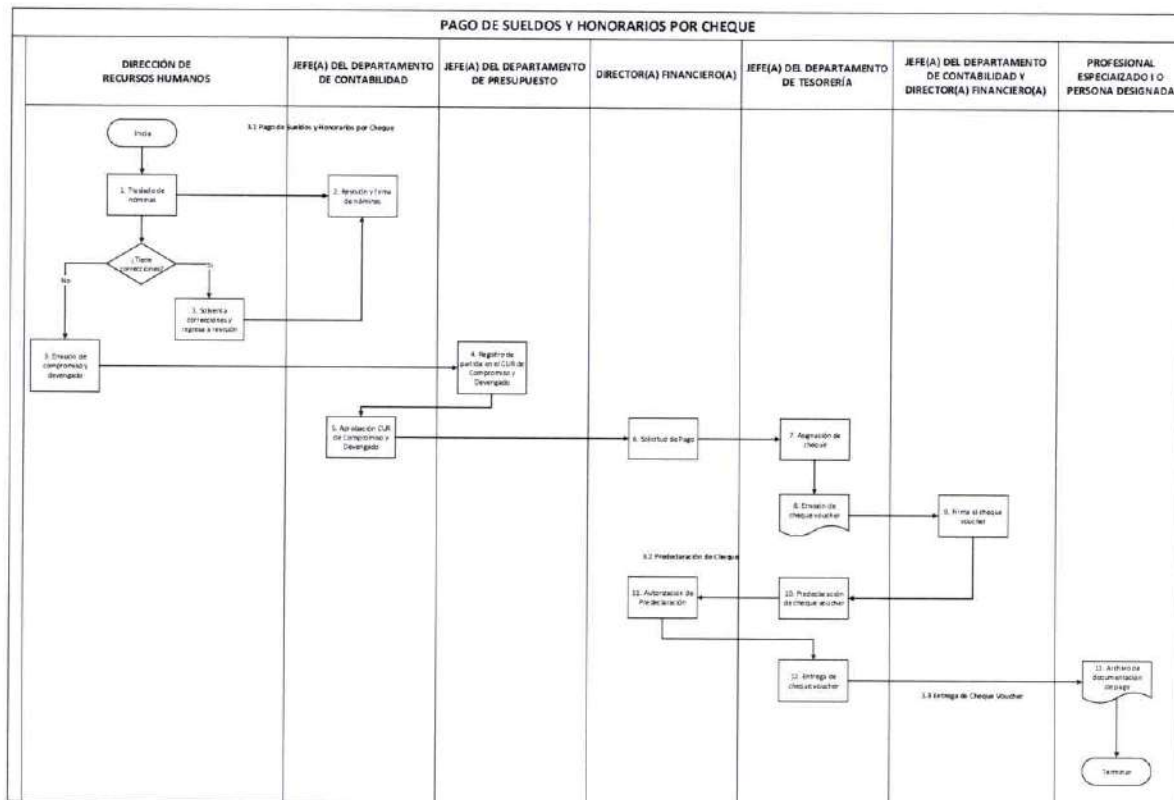 PAGO DE SUELDOS Y HONORARIOS POR CHEQUE
DIRECCIÓN DE
RECURSOS HUMANOS
JEFE(A) DEL DEPARTAMENTO
DE CONTABILIDAD
JEFE(A) DEL DEPARTAMENTO
DE PRESUPUESTO
DIRECTOR(A) FINANCIERO(A)
JEFE(A) DEL DEPARTAMENTO
DE TESORERÍA
JEFE(A) DEL DEPARTAMENTO
DE CONTABILIDAD Y
DIRECTOR(A) FINANCIERO(A)
PROFESIONAL
ESPECIAIZADO I O
PERSONA DESIGNADA
Inicia
3.1 Pago de Sueldos y Honorarios por Cheque
1. Traslado de
nóminas
2. Revisión y firma
de nóminas
¿Tiene
correcciones?
No
Si
3. Solventa
correcciones y
regresa a revisión
3. Emisión de
compromiso y
devengado
4. Registro de
partida en el CUR de
Compromiso y
Devengado
5. Aprobación CUR
de Compromiso y
Devengado
6. Solicitud de Pago
7. Asignación de
cheque
8. Emisión de
cheque voucher
9. Firma el cheque
voucher
3.2 Predeclaración de Cheque
11. Autorización de
Predeclaración
10. Predeclaración
de cheque voucher
12. Entrega de
cheque voucher
3.3 Entrega de Cheque Voucher
13. Archivo de
documentación
de pago
Terminar